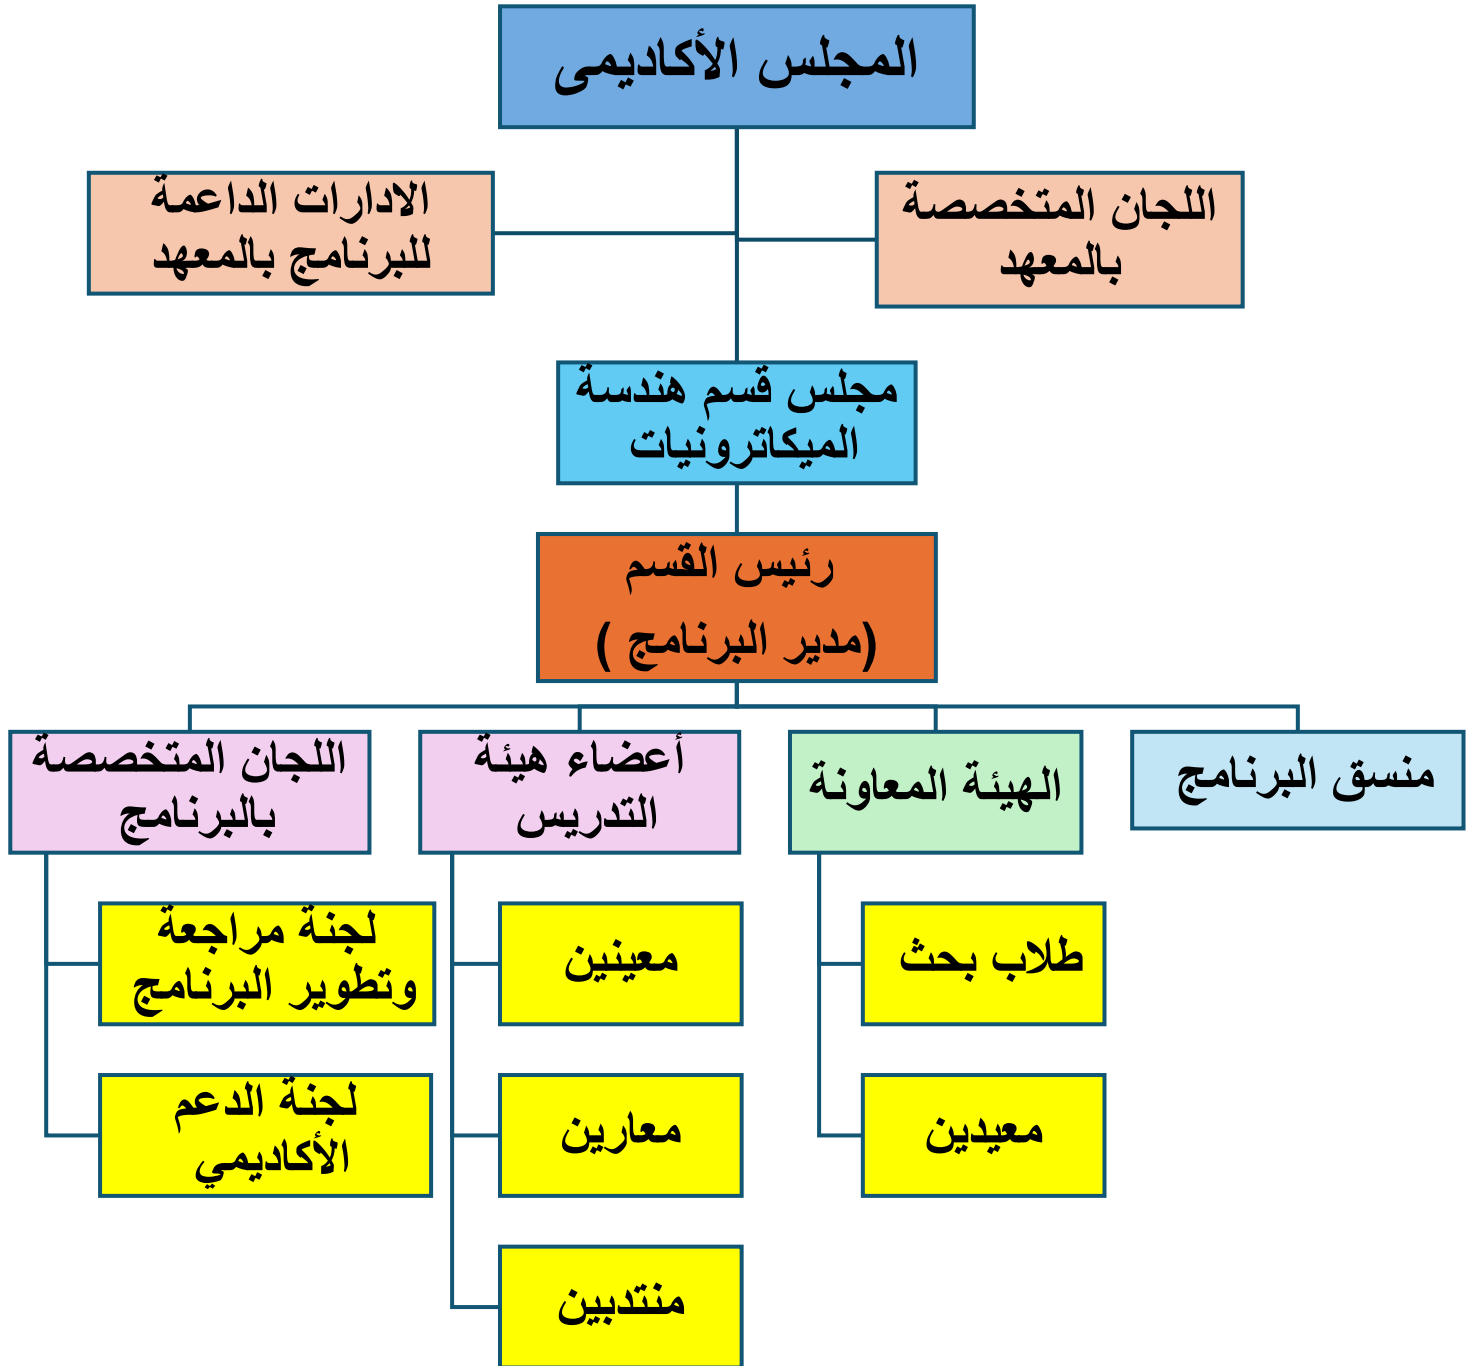 المجلس الأكاديمى
اللجان المتخصصة
بالمعهد
الادارات الداعمة
للبرنامج بالمعهد
مجلس قسم هندسة
الميكاترونيات
رئيس القسم
(مدير البرنامج )
منسق البرنامج
الهيئة المعاونة
طلاب بحث
معيدين
أعضاء هيئة
التدريس
معينين
معارين
منتدبين
اللجان المتخصصة
بالبرنامج
لجنة مراجعة
وتطوير البرنامج
لجنة الدعم
الأكاديمي